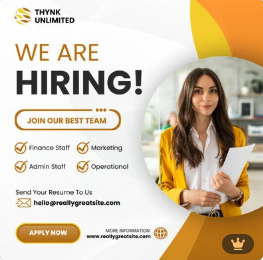 THYNK
UNLIMITED
WE ARE
HIRING!
JOIN OUR BEST TEAM
Finance Staff
Marketing
Admin Staff
Operational
Send Your Resume To Us
hello@reallygreatsite.com
APPLY NOW
MORE INFORMATION
www.reallygreatsite.com